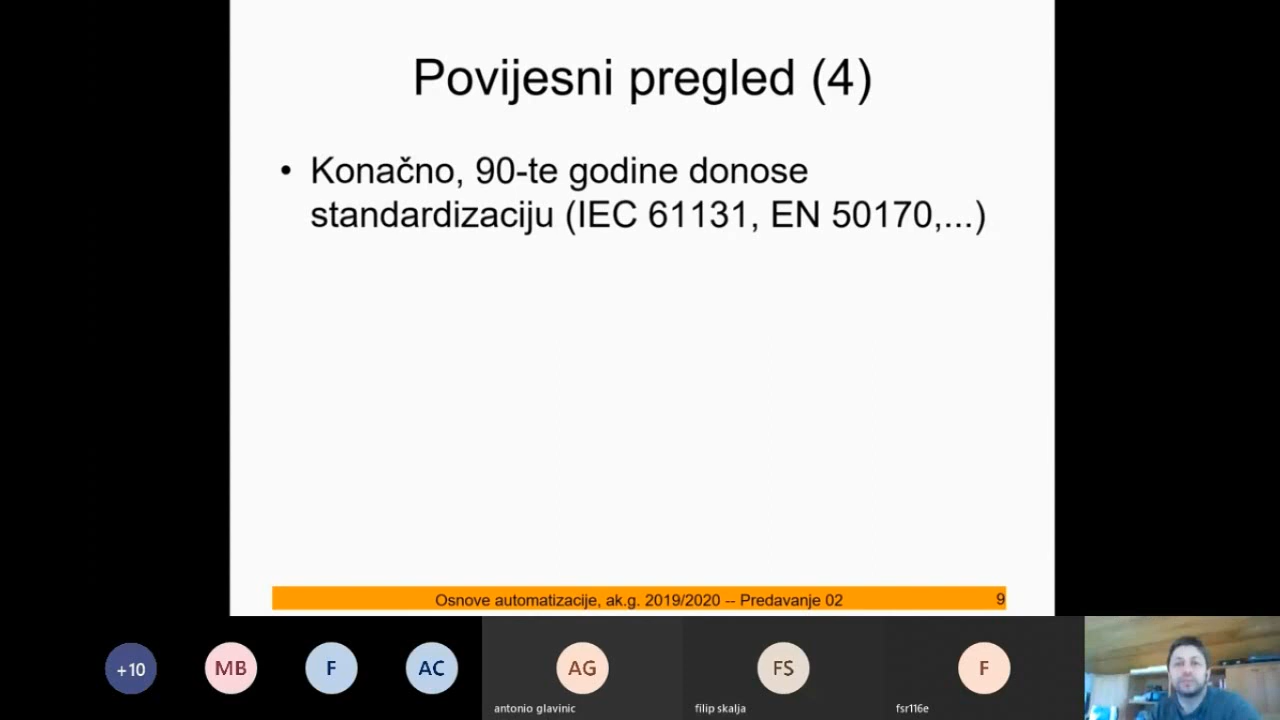 Povijesni pregled (4)
• Konačno, 90-te godine donose
standardizaciju (IEC 61131, EN 50170,...)
Osnove automatizacije, ak.g. 2019/2020 -- Predavanje 02
9
+10
MB
F
AC
AG
antonio glavinic
FS
filip skalja
F
fsr116e